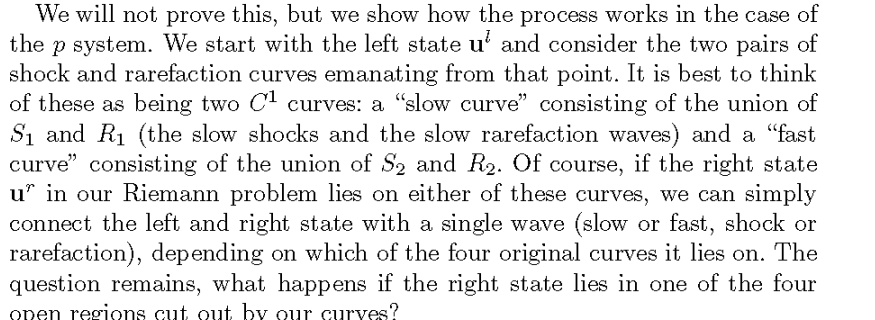 We will not prove this, but we show how the process works in the case of
the p system. We start with the left state uˡ and consider the two pairs of
shock and rarefaction curves emanating from that point. It is best to think
of these as being two C¹ curves: a “slow curve” consisting of the union of
S₁ and R₁ (the slow shocks and the slow rarefaction waves) and a “fast
curve” consisting of the union of S₂ and R₂. Of course, if the right state
uʳ in our Riemann problem lies on either of these curves, we can simply
connect the left and right state with a single wave (slow or fast, shock or
rarefaction), depending on which of the four original curves it lies on. The
question remains, what happens if the right state lies in one of the four
open regions cut out by our curves?